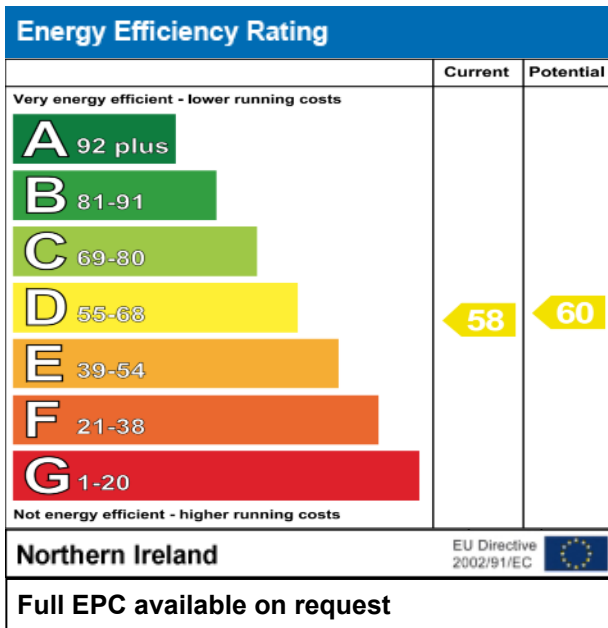 Energy Efficiency Rating
Current Potential
Very energy efficient - lower running costs
A 92 plus
B 81-91
C 69-80
D 55-68
58 60
E 39-54
F 21-38
G 1-20
Not energy efficient - higher running costs
Northern Ireland
EU Directive
2002/91/EC
Full EPC available on request